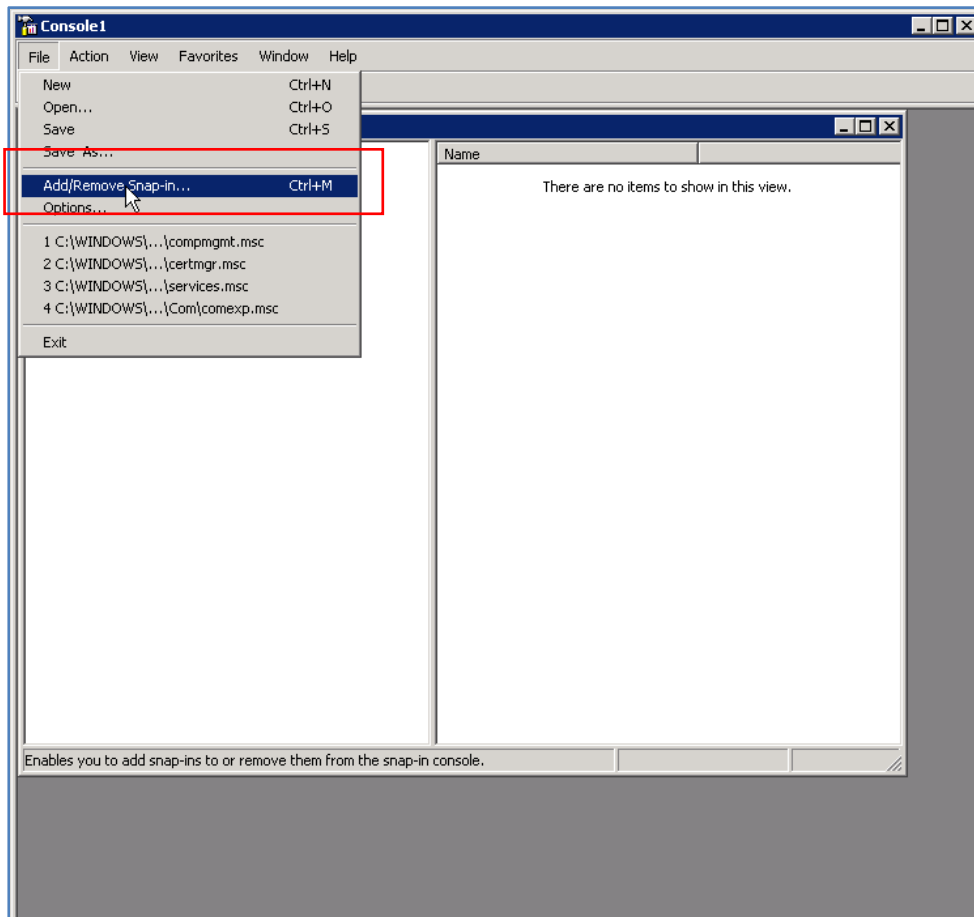 Console1
File Action View Favorites Window Help
New Ctrl+N
Open... Ctrl+O
Save Ctrl+S
Save As...
Name
Add/Remove Snap-in... Ctrl+M
There are no items to show in this view.
Options...
1 C:\WINDOWS\...\compmgmt.msc
2 C:\WINDOWS\...\certmgr.msc
3 C:\WINDOWS\...\services.msc
4 C:\WINDOWS\...\Com\comexp.msc
Exit
Enables you to add snap-ins to or remove them from the snap-in console.